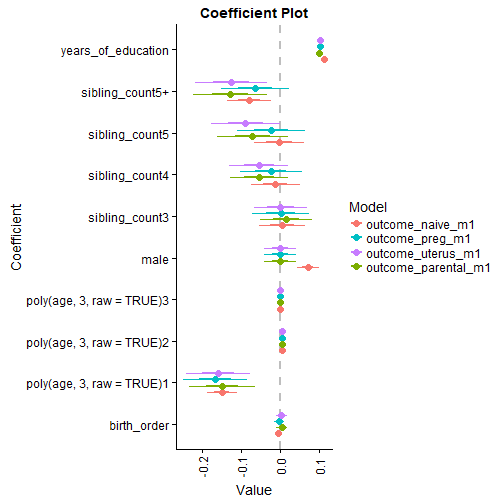 Coefficient Plot
years_of_education
sibling_count5+
sibling_count5
sibling_count4
sibling_count3
male
poly(age, 3, raw = TRUE)3
poly(age, 3, raw = TRUE)2
poly(age, 3, raw = TRUE)1
birth_order
Coefficient
-0.2
-0.1
0.0
0.1
Value
Model
outcome_naive_m1
outcome_preg_m1
outcome_uterus_m1
outcome_parental_m1